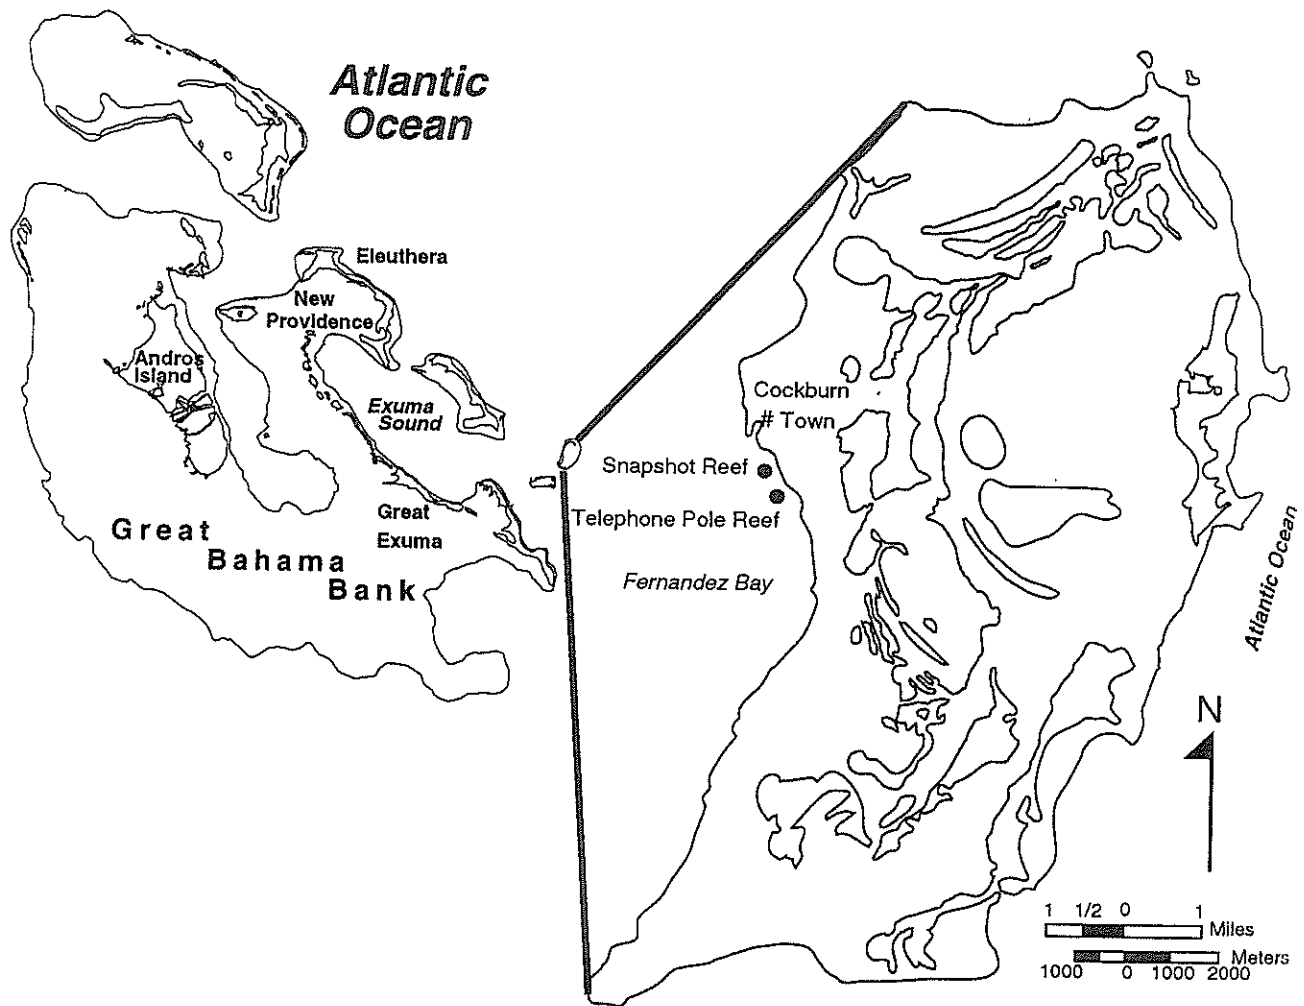 Atlantic
Ocean
Eleuthera
New
Providence
Andros
Island
Exuma
Sound
Great
Exuma
Great
Bahama
Bank
Cockburn
# Town
Snapshot Reef
Telephone Pole Reef
Fernandez Bay
Atlantic Ocean
N
1 1/2 0 1
Miles
Meters
1000 0 1000 2000